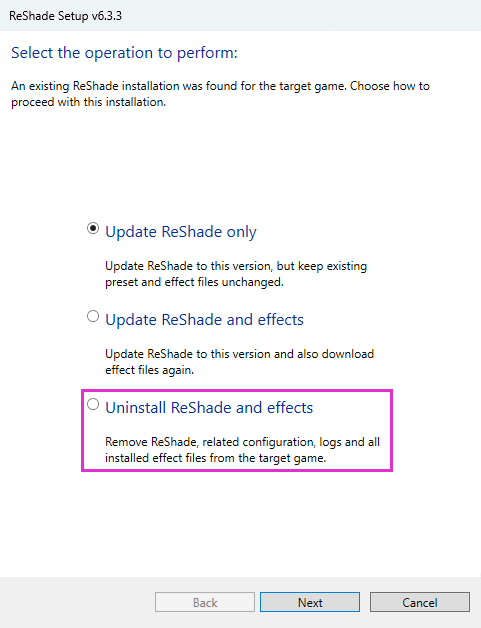 ReShade Setup v6.3.3
Select the operation to perform:
An existing ReShade installation was found for the target game. Choose how to
proceed with this installation.
Update ReShade only
Update ReShade to this version, but keep existing
preset and effect files unchanged.
Update ReShade and effects
Update ReShade to this version and also download
effect files again.
Uninstall ReShade and effects
Remove ReShade, related configuration, logs and all
installed effect files from the target game.
Back
Next
Cancel